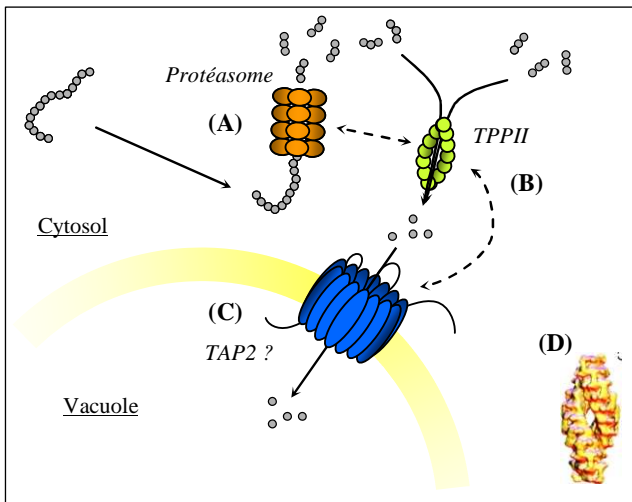 Protéasome
(A)
TPPII
(B)
Cytosol
(C)
TAP2 ?
(D)
Vacuole